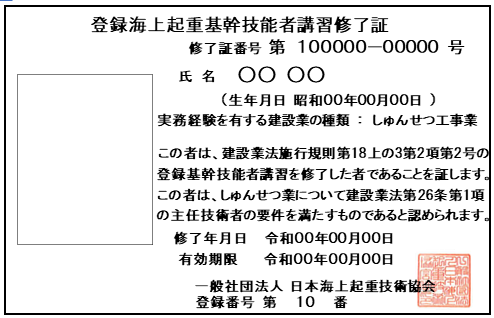 登録海上起重基幹技能者講習修了証
修了証番号 第 100000−00000 号
氏 名 〇〇 〇〇
（生年月日 昭和00年00月00日 ）
実務経験を有する建設業の種類 ： しゅんせつ工事業
この者は、建設業法施行規則第18上の3第2項第2号の
登録基幹技能者講習を修了した者であることを証します。
この者は、しゅんせつ業について建設業法第26条第1項
の主任技術者の要件を満たすものであると認められます。
修了年月日 令和00年00月00日
有効期限 令和00年00月00日
一般社団法人 日本海上起重技術協会
登録番号 第 10 番